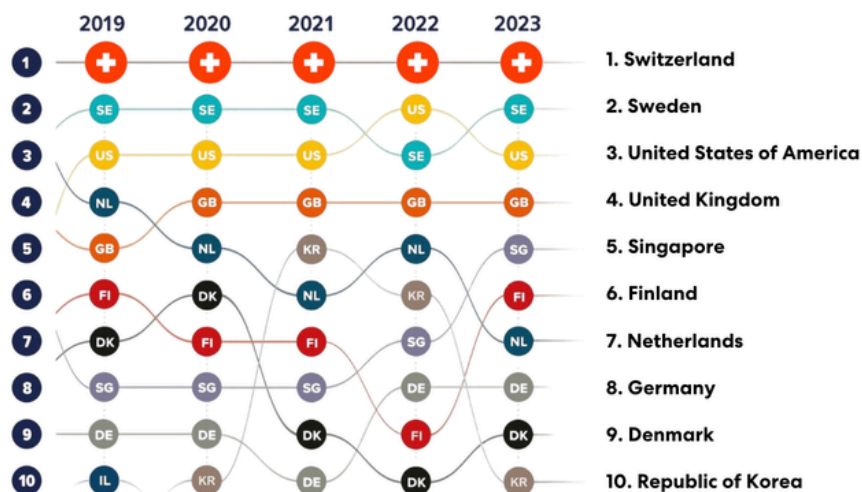 2019 2020 2021 2022 2023
1 1. Switzerland
2 SE SE SE US SE 2. Sweden
3 US US US SE US 3. United States of America
4 NL GB GB GB GB 4. United Kingdom
5 GB NL KR NL SG 5. Singapore
6 FI DK NL KR FI 6. Finland
7 DK FI FI SG NL 7. Netherlands
8 SG SG SG DE DE 8. Germany
9 DE DE DK FI DK 9. Denmark
10 IL KR DE DK KR 10. Republic of Korea